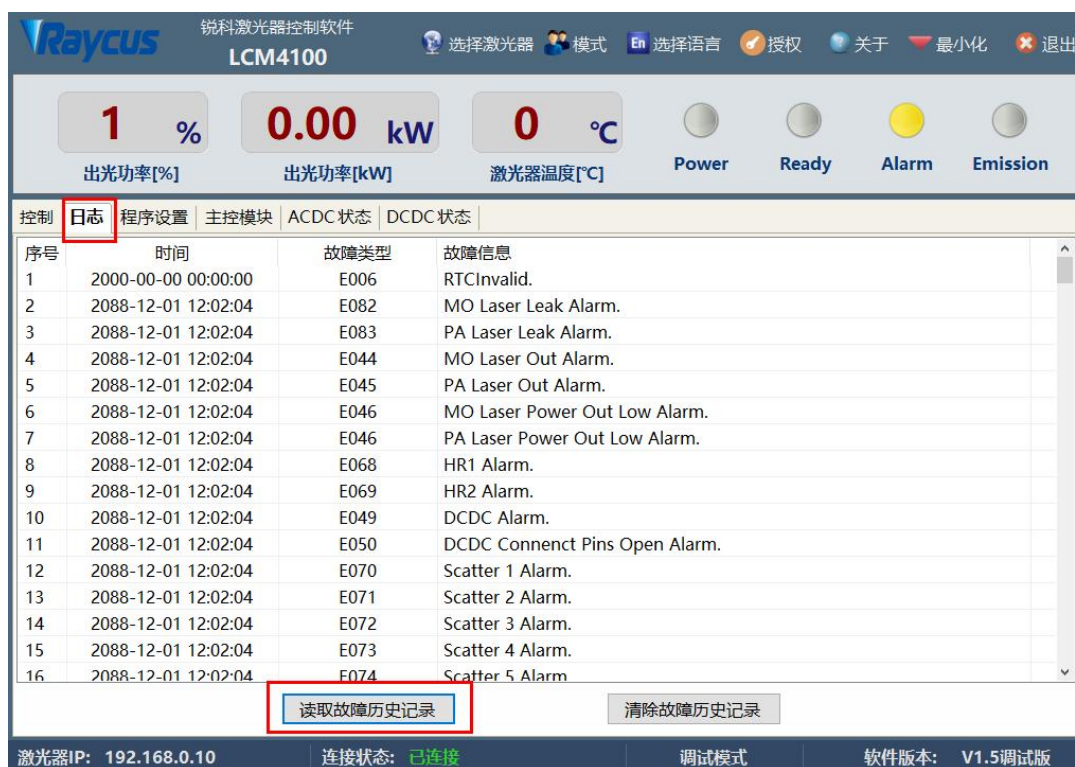 Raycus
锐科激光器控制软件
LCM4100
选择激光器 模式 En 选择语言 授权 关于 最小化 退出
1 % 0.00 kW 0 ℃
出光功率[%] 出光功率[kW] 激光器温度[℃] Power Ready Alarm Emission
控制 日志 程序设置 主控模块 ACDC状态 DCDC状态
序号 时间 故障类型 故障信息
1 2000-00-00 00:00:00 E006 RTCInvalid.
2 2088-12-01 12:02:04 E082 MO Laser Leak Alarm.
3 2088-12-01 12:02:04 E083 PA Laser Leak Alarm.
4 2088-12-01 12:02:04 E044 MO Laser Out Alarm.
5 2088-12-01 12:02:04 E045 PA Laser Out Alarm.
6 2088-12-01 12:02:04 E046 MO Laser Power Out Low Alarm.
7 2088-12-01 12:02:04 E046 PA Laser Power Out Low Alarm.
8 2088-12-01 12:02:04 E068 HR1 Alarm.
9 2088-12-01 12:02:04 E069 HR2 Alarm.
10 2088-12-01 12:02:04 E049 DCDC Alarm.
11 2088-12-01 12:02:04 E050 DCDC Connenct Pins Open Alarm.
12 2088-12-01 12:02:04 E070 Scatter 1 Alarm.
13 2088-12-01 12:02:04 E071 Scatter 2 Alarm.
14 2088-12-01 12:02:04 E072 Scatter 3 Alarm.
15 2088-12-01 12:02:04 E073 Scatter 4 Alarm.
16 2088-12-01 12:02:04 E074 Scatter 5 Alarm
读取故障历史记录 清除故障历史记录
激光器IP: 192.168.0.10 连接状态: 已连接 调试模式 软件版本: V1.5调试版